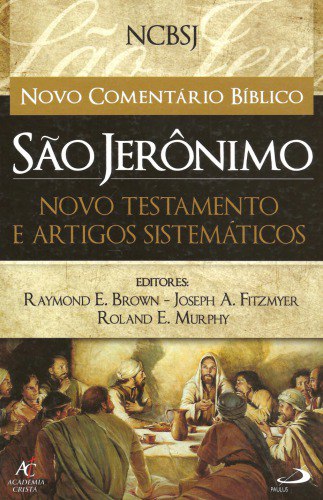 NCBSJ
NOVO COMENTÁRIO BÍBLICO
SÃO JERÔNIMO
NOVO TESTAMENTO
E ARTIGOS SISTEMÁTICOS
EDITORES:
RAYMOND E. BROWN - JOSEPH A. FITZMYER
ROLAND E. MURPHY
AC
ACADEMIA
CRISTÃ
PAULUS